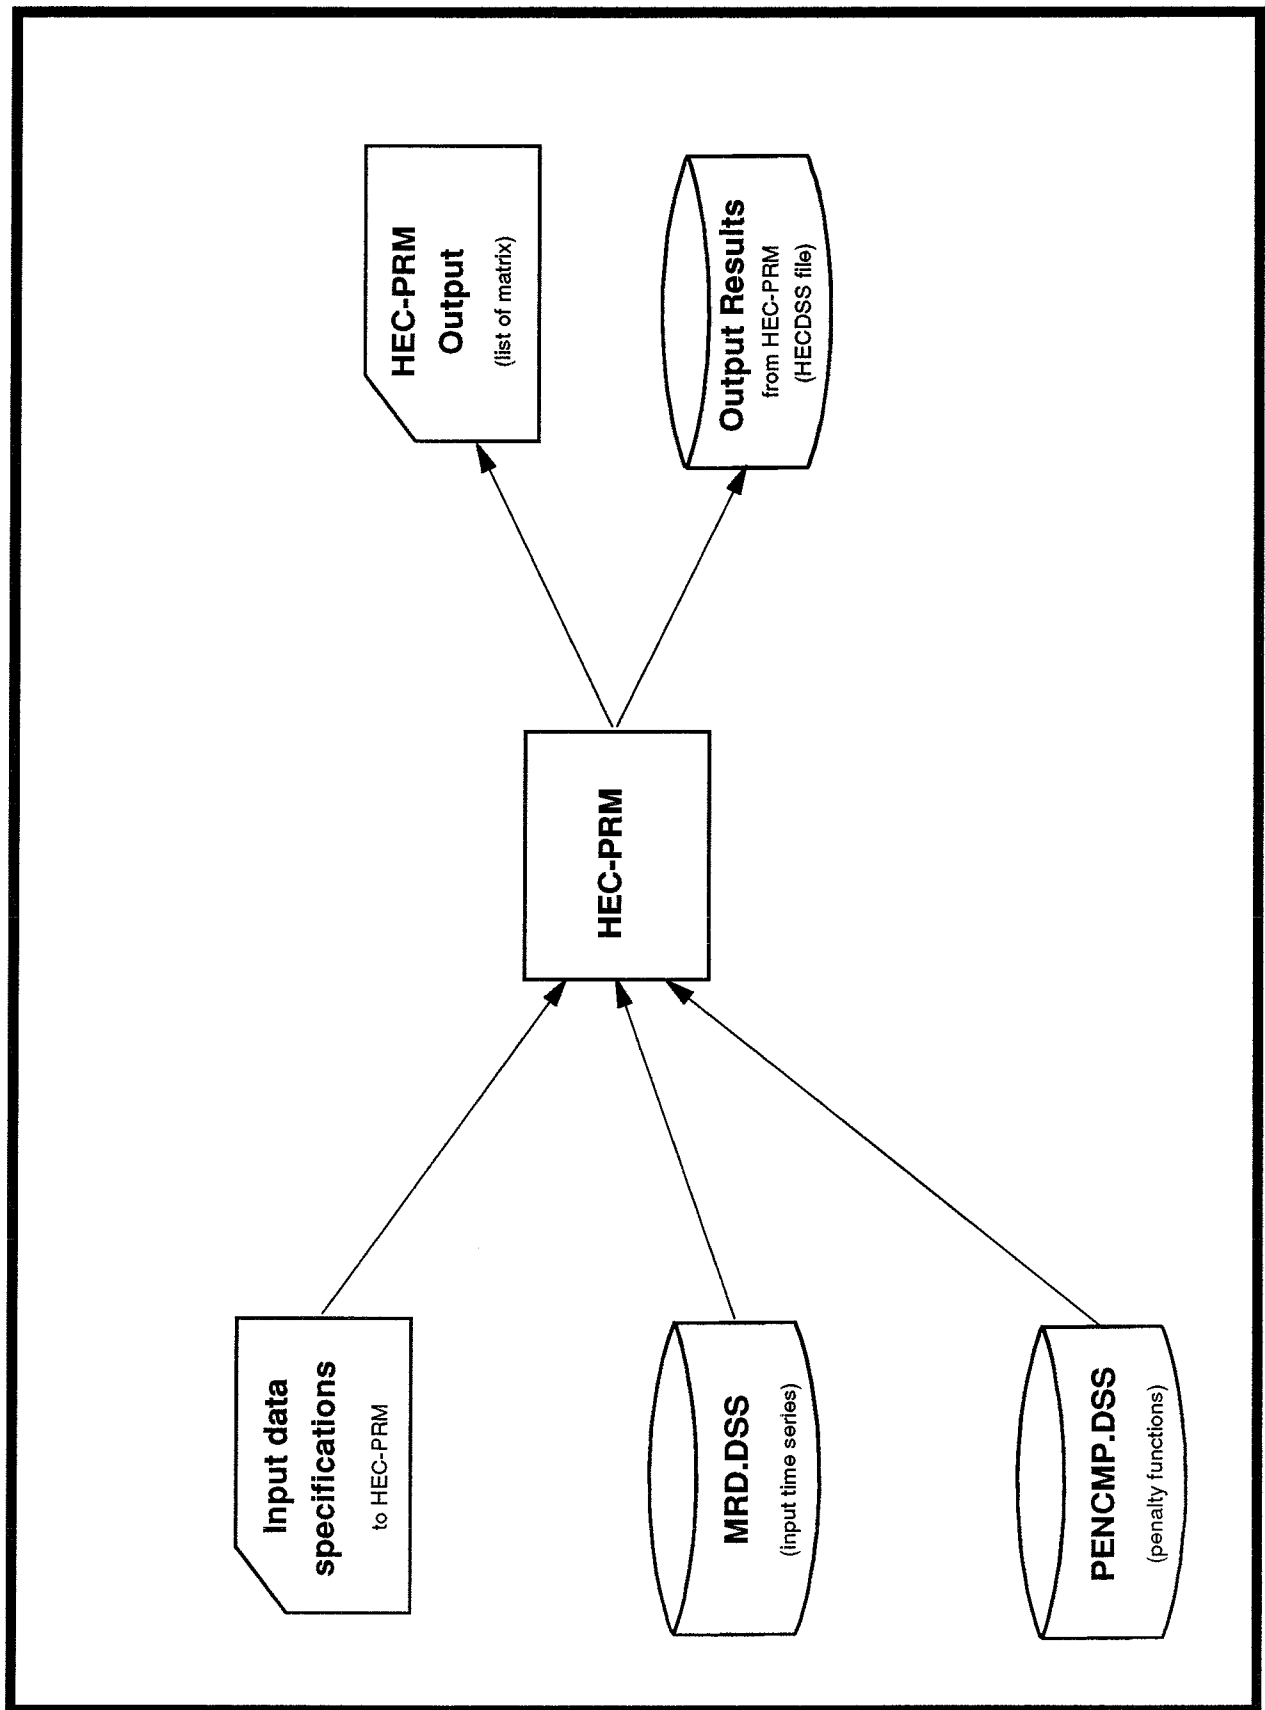 Input data
specifications
to HEC-PRM
MRD.DSS
(input time series)
PENCMP.DSS
(penalty functions)
HEC-PRM
HEC-PRM
Output
(list of matrix)
Output Results
from HEC-PRM
(HECDSS file)